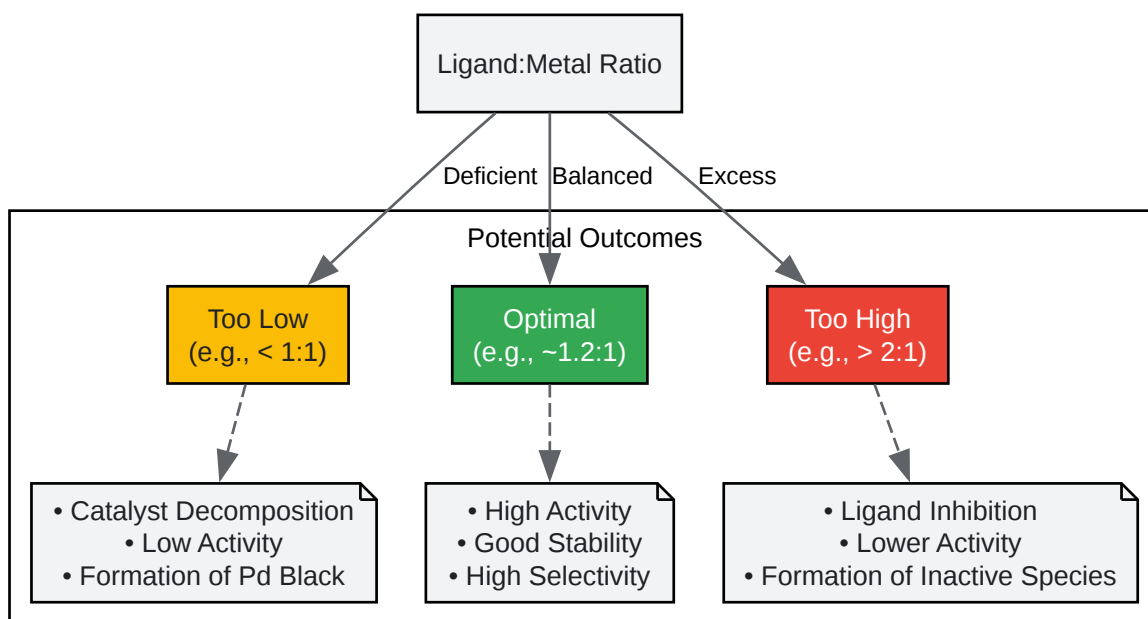 Ligand:Metal Ratio
Deficient
Balanced
Excess
Potential Outcomes
Too Low
(e.g., < 1:1)
Optimal
(e.g., ~1.2:1)
Too High
(e.g., > 2:1)
• Catalyst Decomposition
• Low Activity
• Formation of Pd Black
• High Activity
• Good Stability
• High Selectivity
• Ligand Inhibition
• Lower Activity
• Formation of Inactive Species